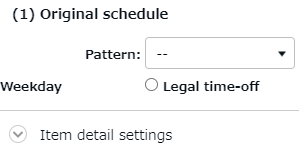 (1) Original schedule
Pattern: --
Weekday Legal time-off
Item detail settings